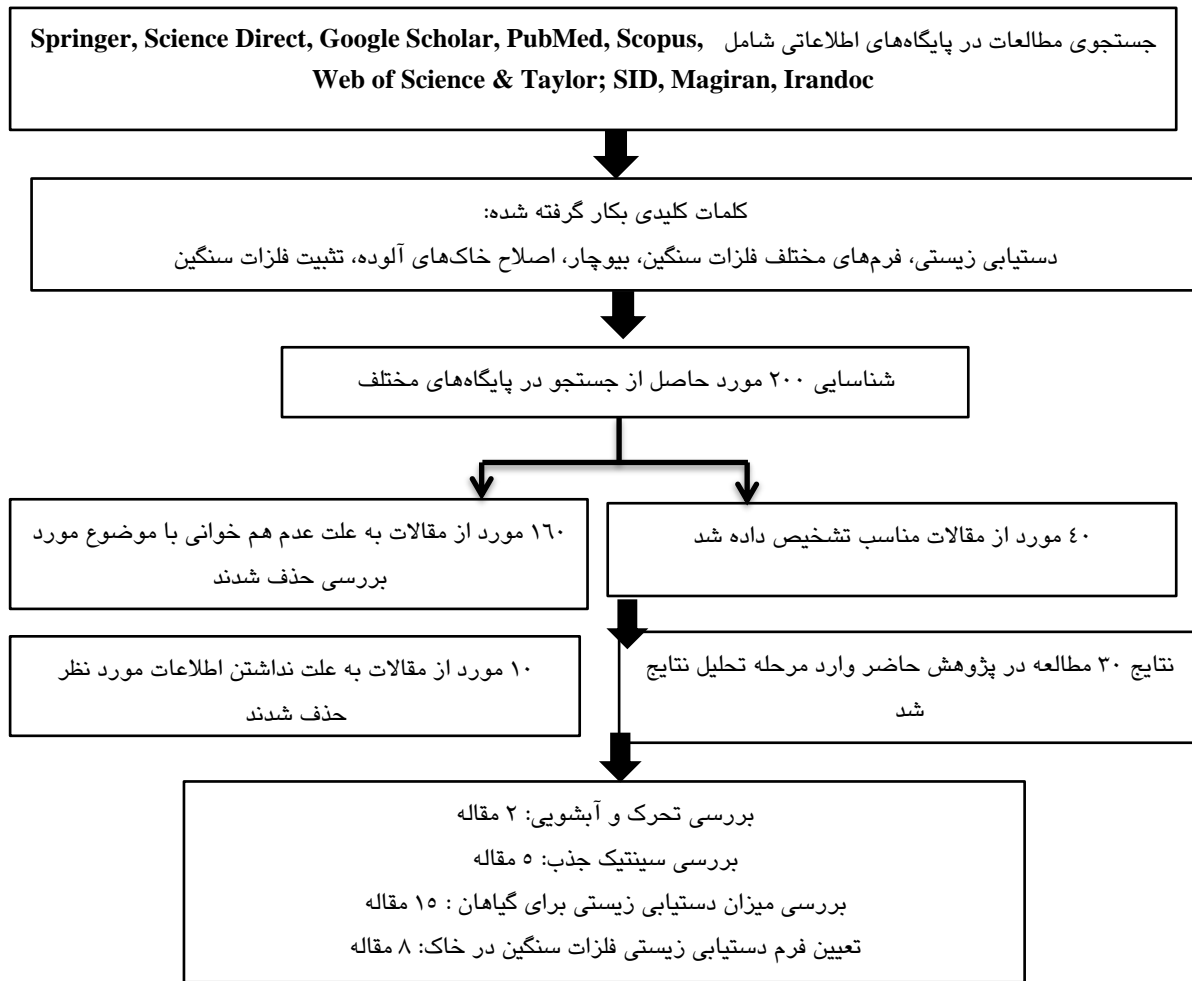 جستجوی مطالعات در پایگاه‌های اطلاعاتی شامل Springer, Science Direct, Google Scholar, PubMed, Scopus,
Web of Science & Taylor; SID, Magiran, Irandoc
کلمات کلیدی بکار گرفته شده:
دستیابی زیستی، فرم‌های مختلف فلزات سنگین، بیوچار، اصلاح خاک‌های آلوده، تثبیت فلزات سنگین
شناسایی ۲۰۰ مورد حاصل از جستجو در پایگاه‌های مختلف
٤٠ مورد از مقالات مناسب تشخیص داده شد
١٦٠ مورد از مقالات به علت عدم هم خوانی با موضوع مورد
بررسی حذف شدند
نتایج ۳۰ مطالعه در پژوهش حاضر وارد مرحله تحلیل نتایج
شد
۱۰ مورد از مقالات به علت نداشتن اطلاعات مورد نظر
حذف شدند
بررسی تحرک و آبشویی: ۲ مقاله
بررسی سینتیک جذب: ٥ مقاله
بررسی میزان دستیابی زیستی برای گیاهان : ١٥ مقاله
تعیین فرم دستیابی زیستی فلزات سنگین در خاک: ۸ مقاله